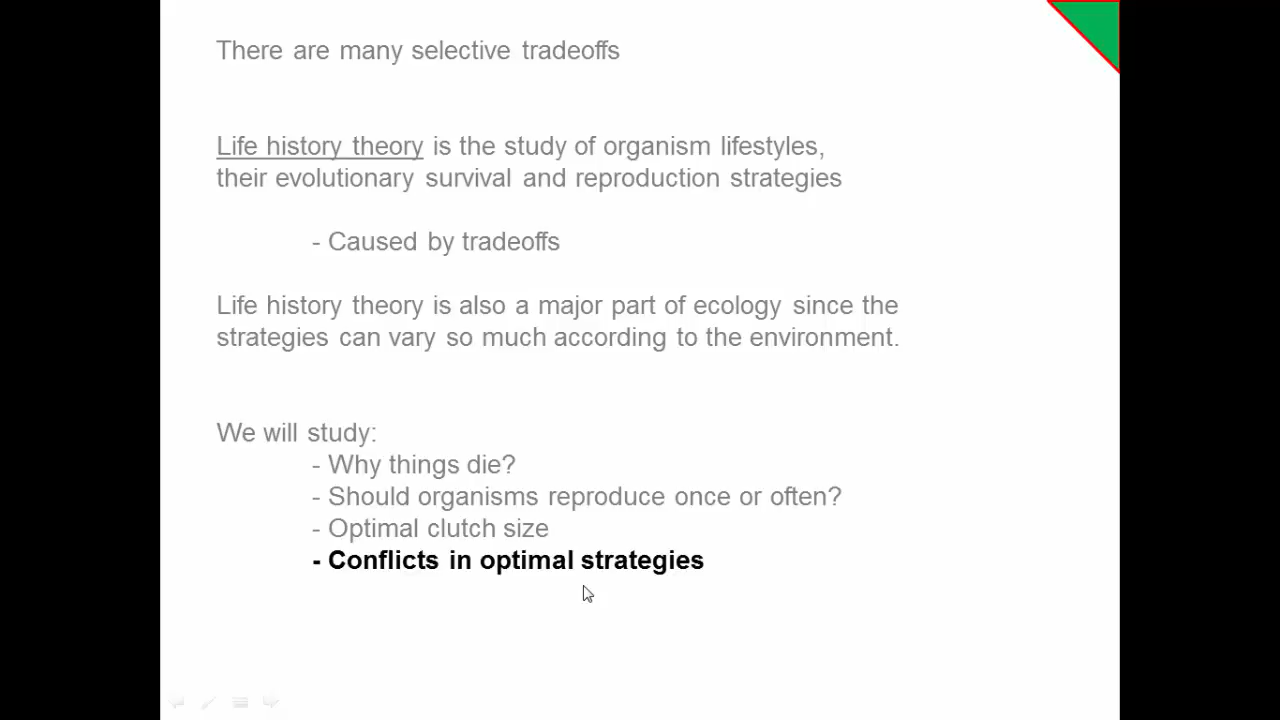 There are many selective tradeoffs
Life history theory is the study of organism lifestyles,
their evolutionary survival and reproduction strategies
- Caused by tradeoffs
Life history theory is also a major part of ecology since the
strategies can vary so much according to the environment.
We will study:
- Why things die?
- Should organisms reproduce once or often?
- Optimal clutch size
- Conflicts in optimal strategies